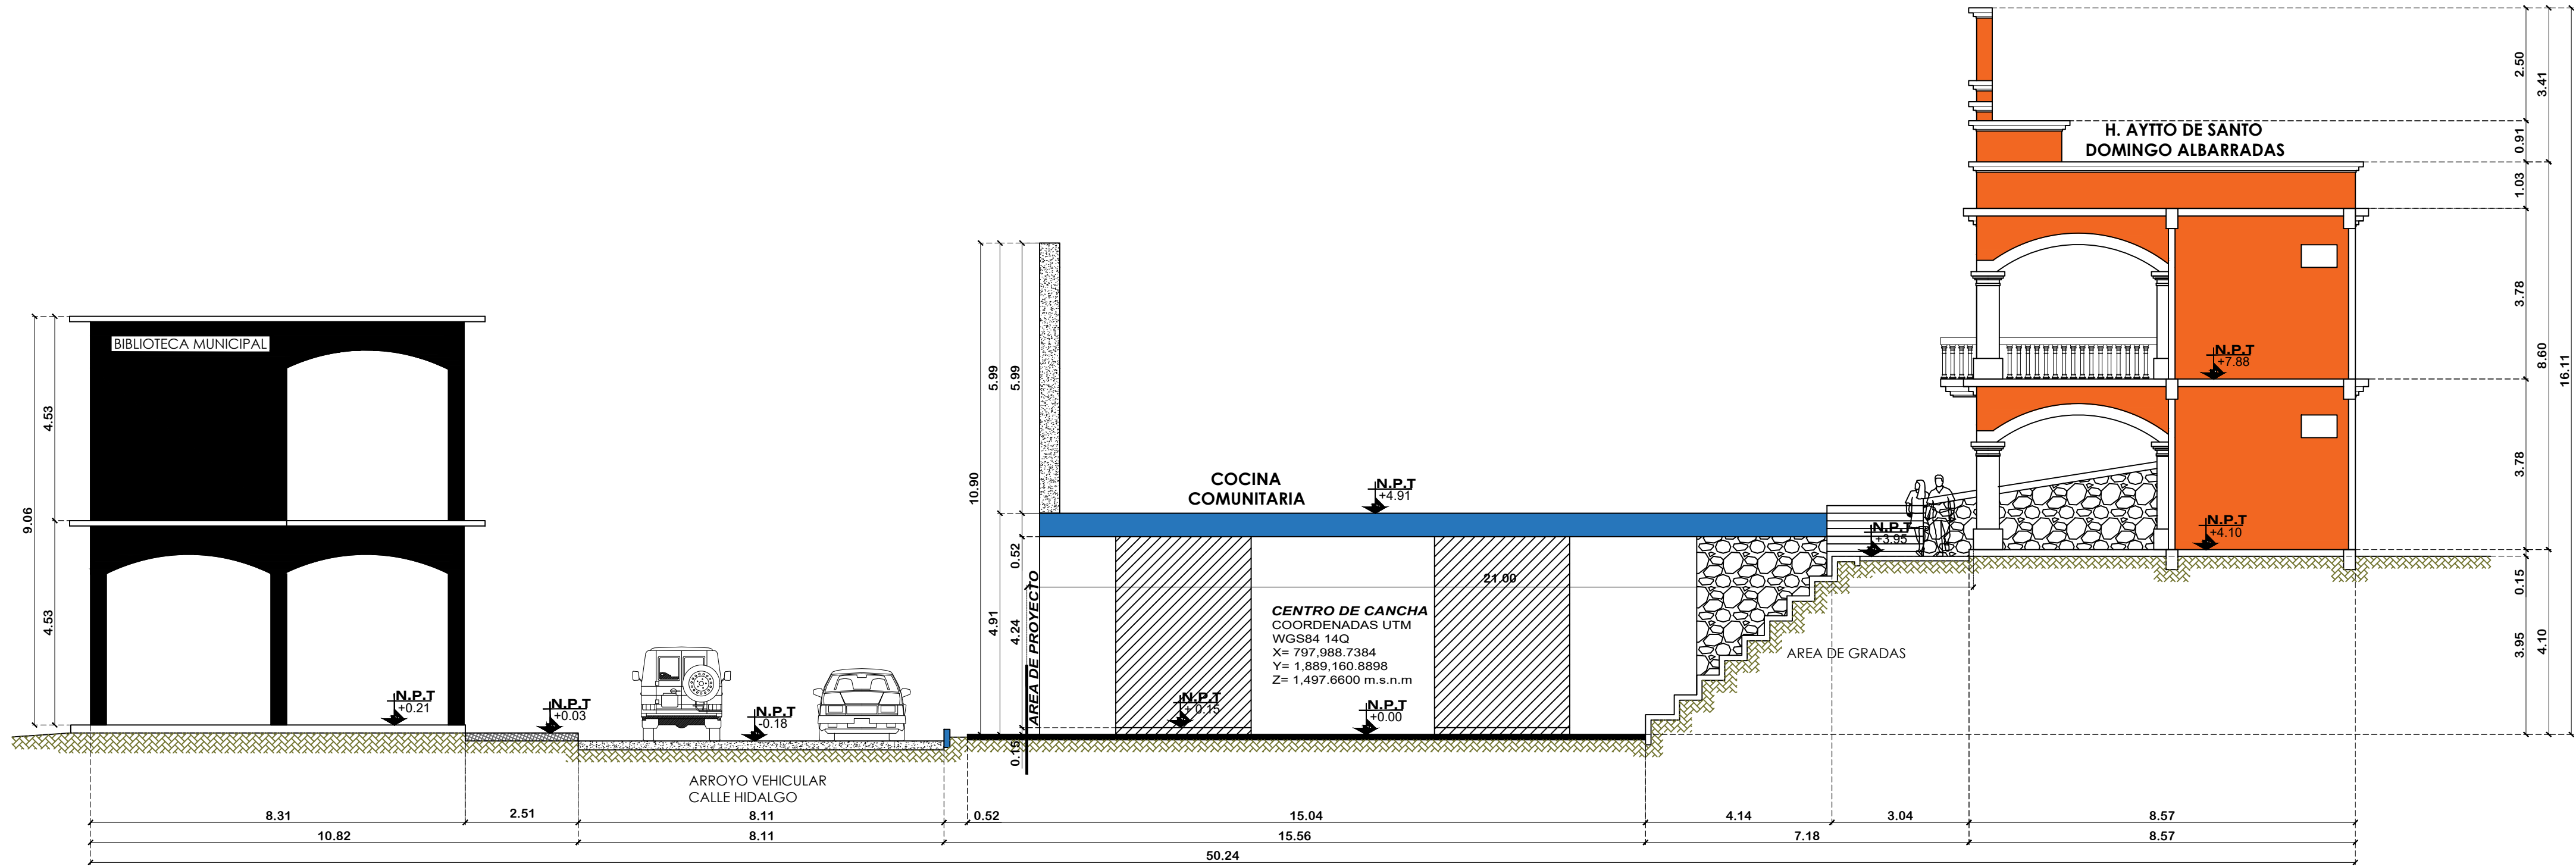 2.50
3.41
16.11
H. AYTTO DE SANTO
DOMINGO ALBARRADAS
0.91
1.03
3.78
8.60
BIBLIOTECA MUNICIPAL
N.P.T
+7.88
5.99
5.99
4.53
9.06
10.90
COCINA
COMUNITARIA
N.P.T
+4.91
3.78
N.P.T
+3.95
N.P.T
+4.10
0.52
21.00
0.15
4.53
4.91
4.24
AREA DE PROYECTO
CENTRO DE CANCHA
COORDENADAS UTM
WGS84 14Q
X= 797,988.7384
Y= 1,889,160.8898
Z= 1,497.6600 m.s.n.m
AREA DE GRADAS
3.95
4.10
N.P.T
+0.21
N.P.T
+0.03
N.P.T
-0.18
N.P.T
+ 0.15
N.P.T
+0.00
0.15
ARROYO VEHICULAR
CALLE HIDALGO
8.31
2.51
8.11
0.52
15.04
4.14
3.04
8.57
10.82
8.11
15.56
7.18
8.57
50.24